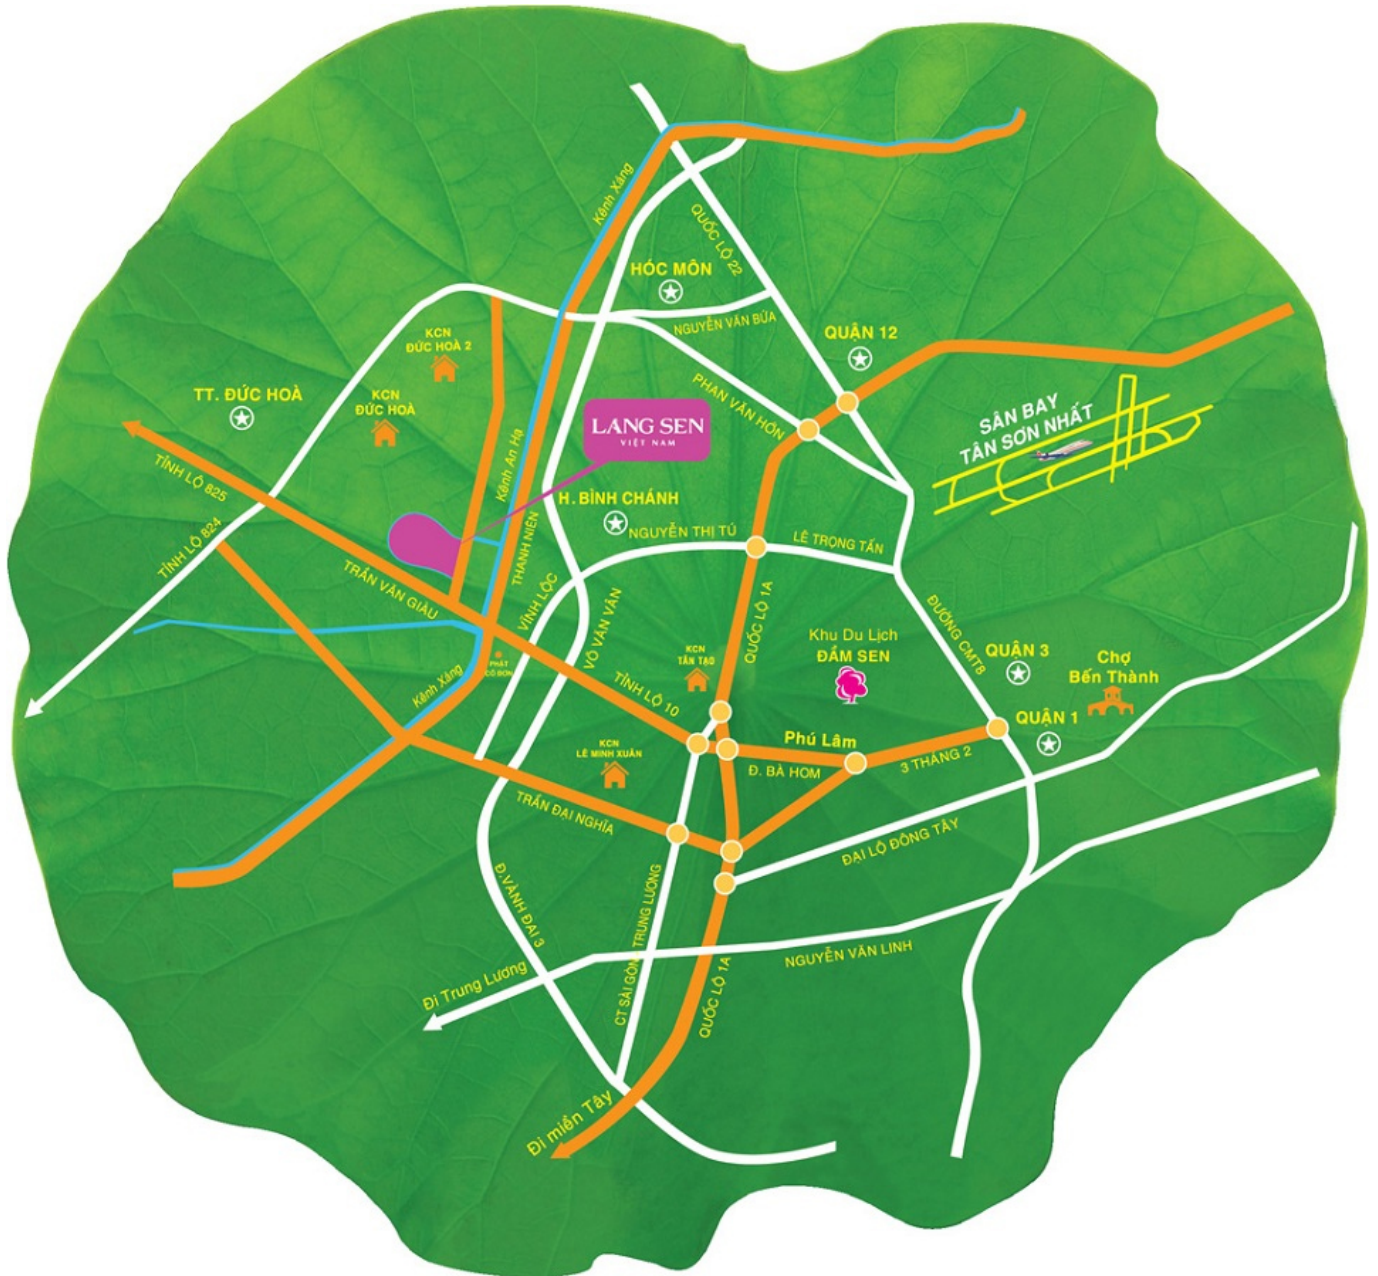 Kênh Xáng
QUỐC LỘ 22
HÓC MÔN
NGUYỄN VĂN BỨA
QUẬN 12
KCN
ĐỨC HOÀ 2
KCN
ĐỨC HOÀ
TT. ĐỨC HOÀ
PHAN VĂN HỚN
LANG SEN
VIỆT NAM
SÂN BAY
TÂN SƠN NHẤT
Kênh An Hạ
TỈNH LỘ 825
H. BÌNH CHÁNH
NGUYỄN THỊ TÚ
LÊ TRỌNG TẤN
TỈNH LỘ 824
THANH NIÊN
TRẦN VĂN GIÀU
VĨNH LỘC
VÕ VĂN VÂN
QUỐC LỘ 1A
ĐƯỜNG CMT8
Khu Du Lịch
ĐẦM SEN
KCN
TÂN TẠO
QUẬN 3
Chợ
Bến Thành
PHẬT
CÔ ĐƠN
Kênh Xáng
TỈNH LỘ 10
QUẬN 1
Phú Lâm
Đ. BÀ HOM
3 THÁNG 2
KCN
LÊ MINH XUÂN
TRẦN ĐẠI NGHĨA
ĐẠI LỘ ĐÔNG TÂY
Đ.VÀNH ĐAI 3
CT SÀI GÒN TRUNG LƯƠNG
NGUYỄN VĂN LINH
Đi Trung Lương
QUỐC LỘ 1A
Đi miền Tây